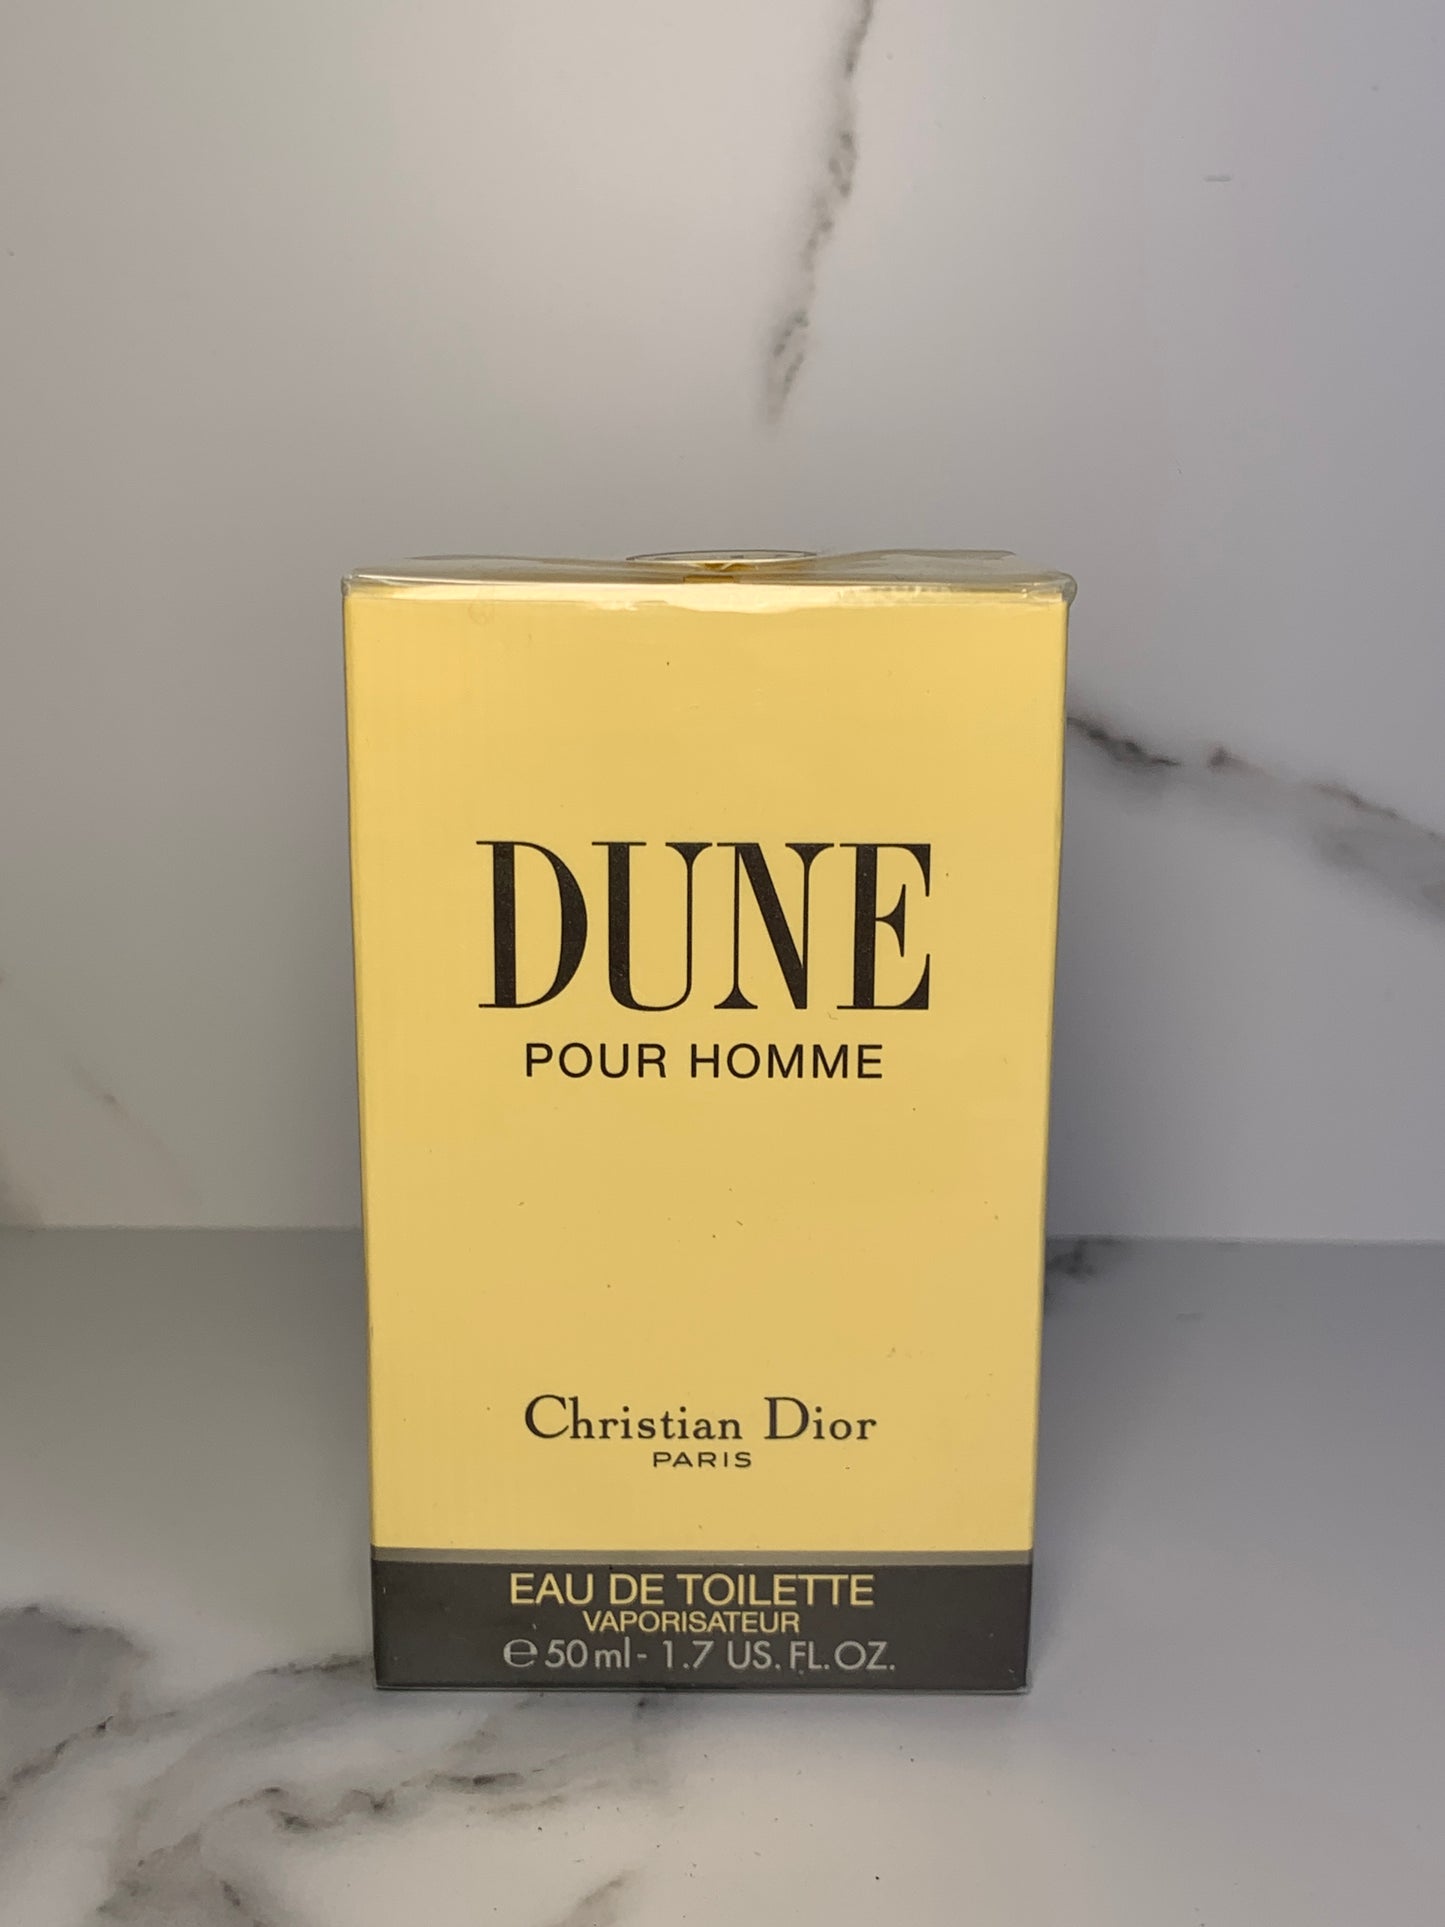 DUNE
POUR HOMME
Christian Dior
PARIS
EAU DE TOILETTE
VAPORISATEUR
℮ 50 ml - 1.7 US. FL. OZ.